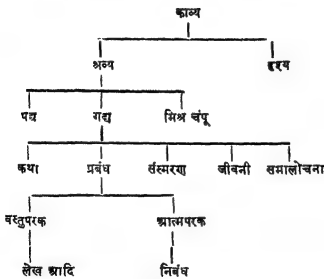 काव्य
श्रव्य दृश्य
पद्य गद्य मिश्र चंपू
कथा प्रबंध संस्मरण जीवनी समालोचना
वस्तुपरक आत्मपरक
लेख आदि निबंध